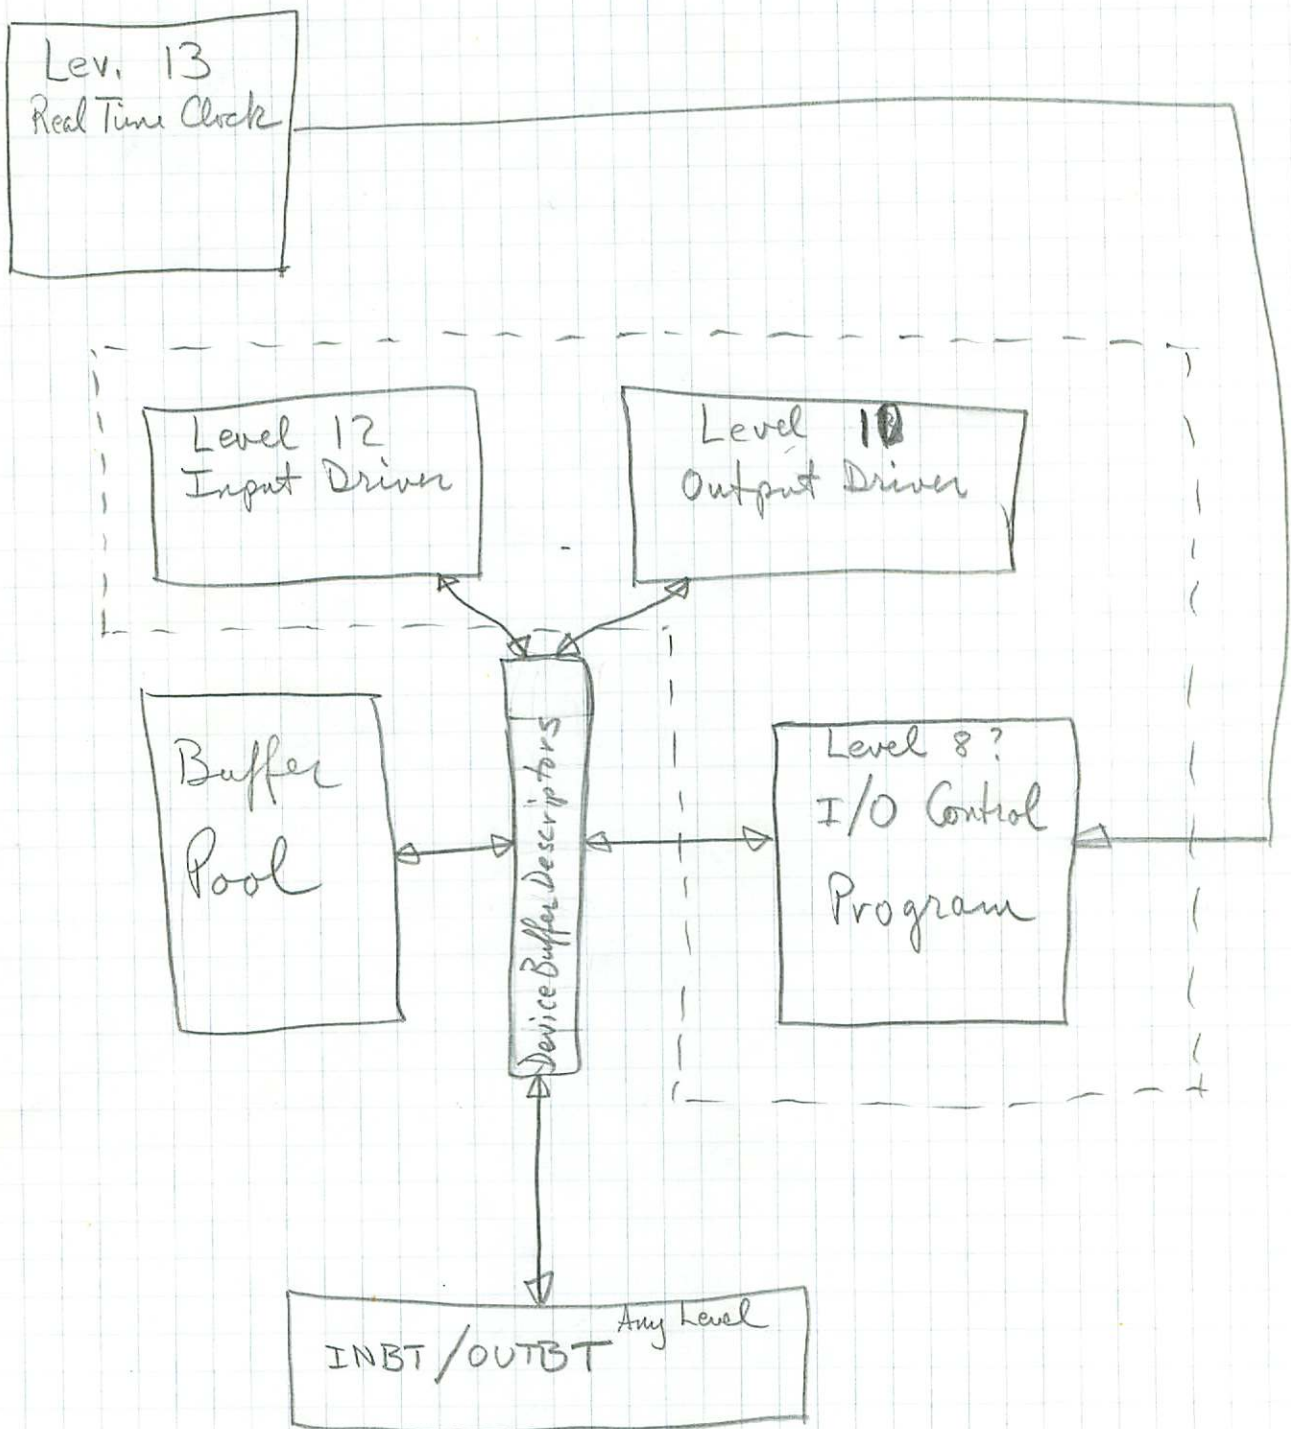 Lev. 13
Real Time Clock
Level 12
Input Driver
Level 10
Output Driver
Buffer
Pool
Device Buffer Descriptors
Level 8?
I/O Control
Program
Any Level
INBT/OUTBT